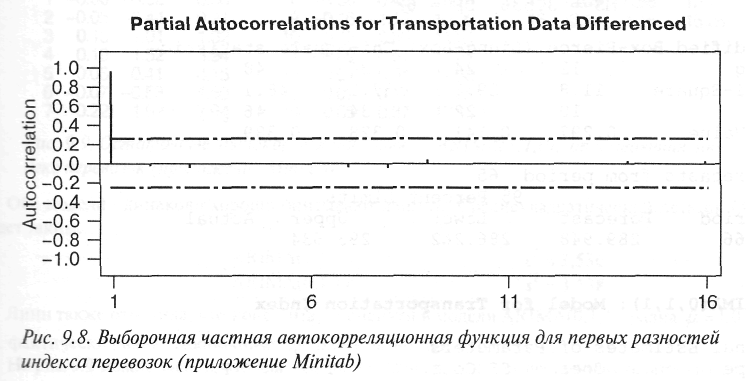 Partial Autocorrelations for Transportation Data Differenced
Autocorrelation
1.0
0.8
0.6
0.4
0.2
0.0
−0.2
−0.4
−0.6
−0.8
−1.0
1 6 11 16
Рис. 9.8. Выборочная частная автокорреляционная функция для первых разностей
индекса перевозок (приложение Minitab)